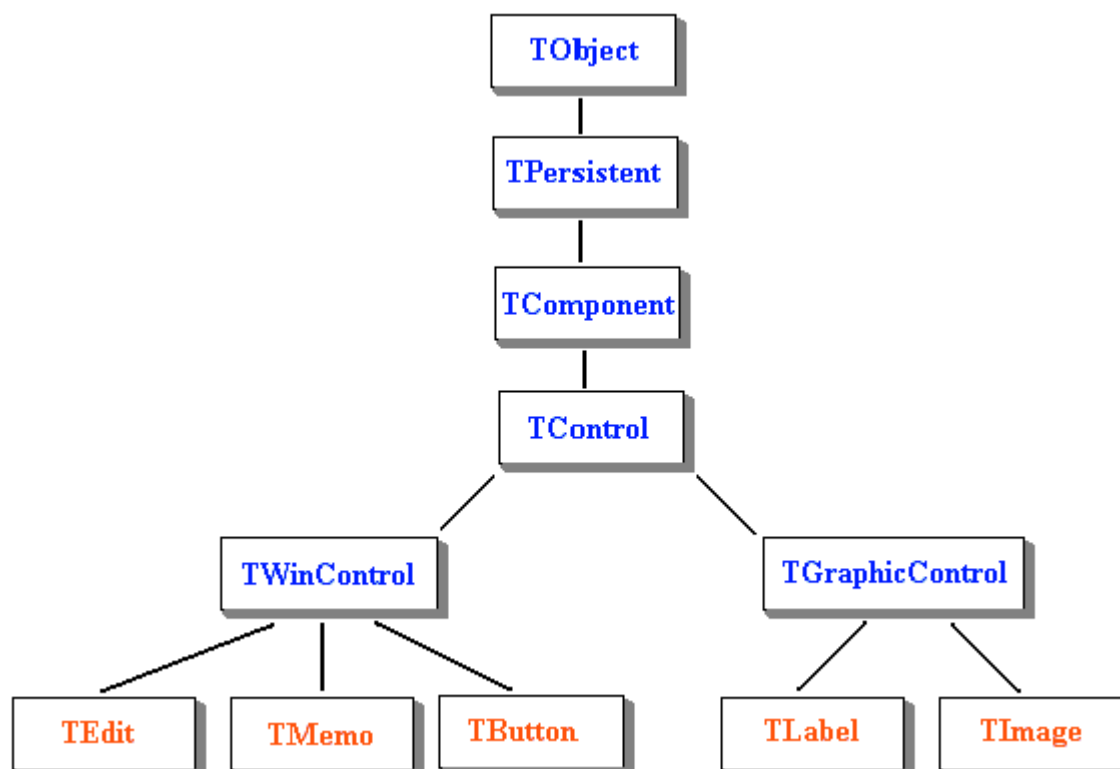 TObject
TPersistent
TComponent
TControl
TWinControl
TGraphicControl
TEdit
TMemo
TButton
TLabel
TImage